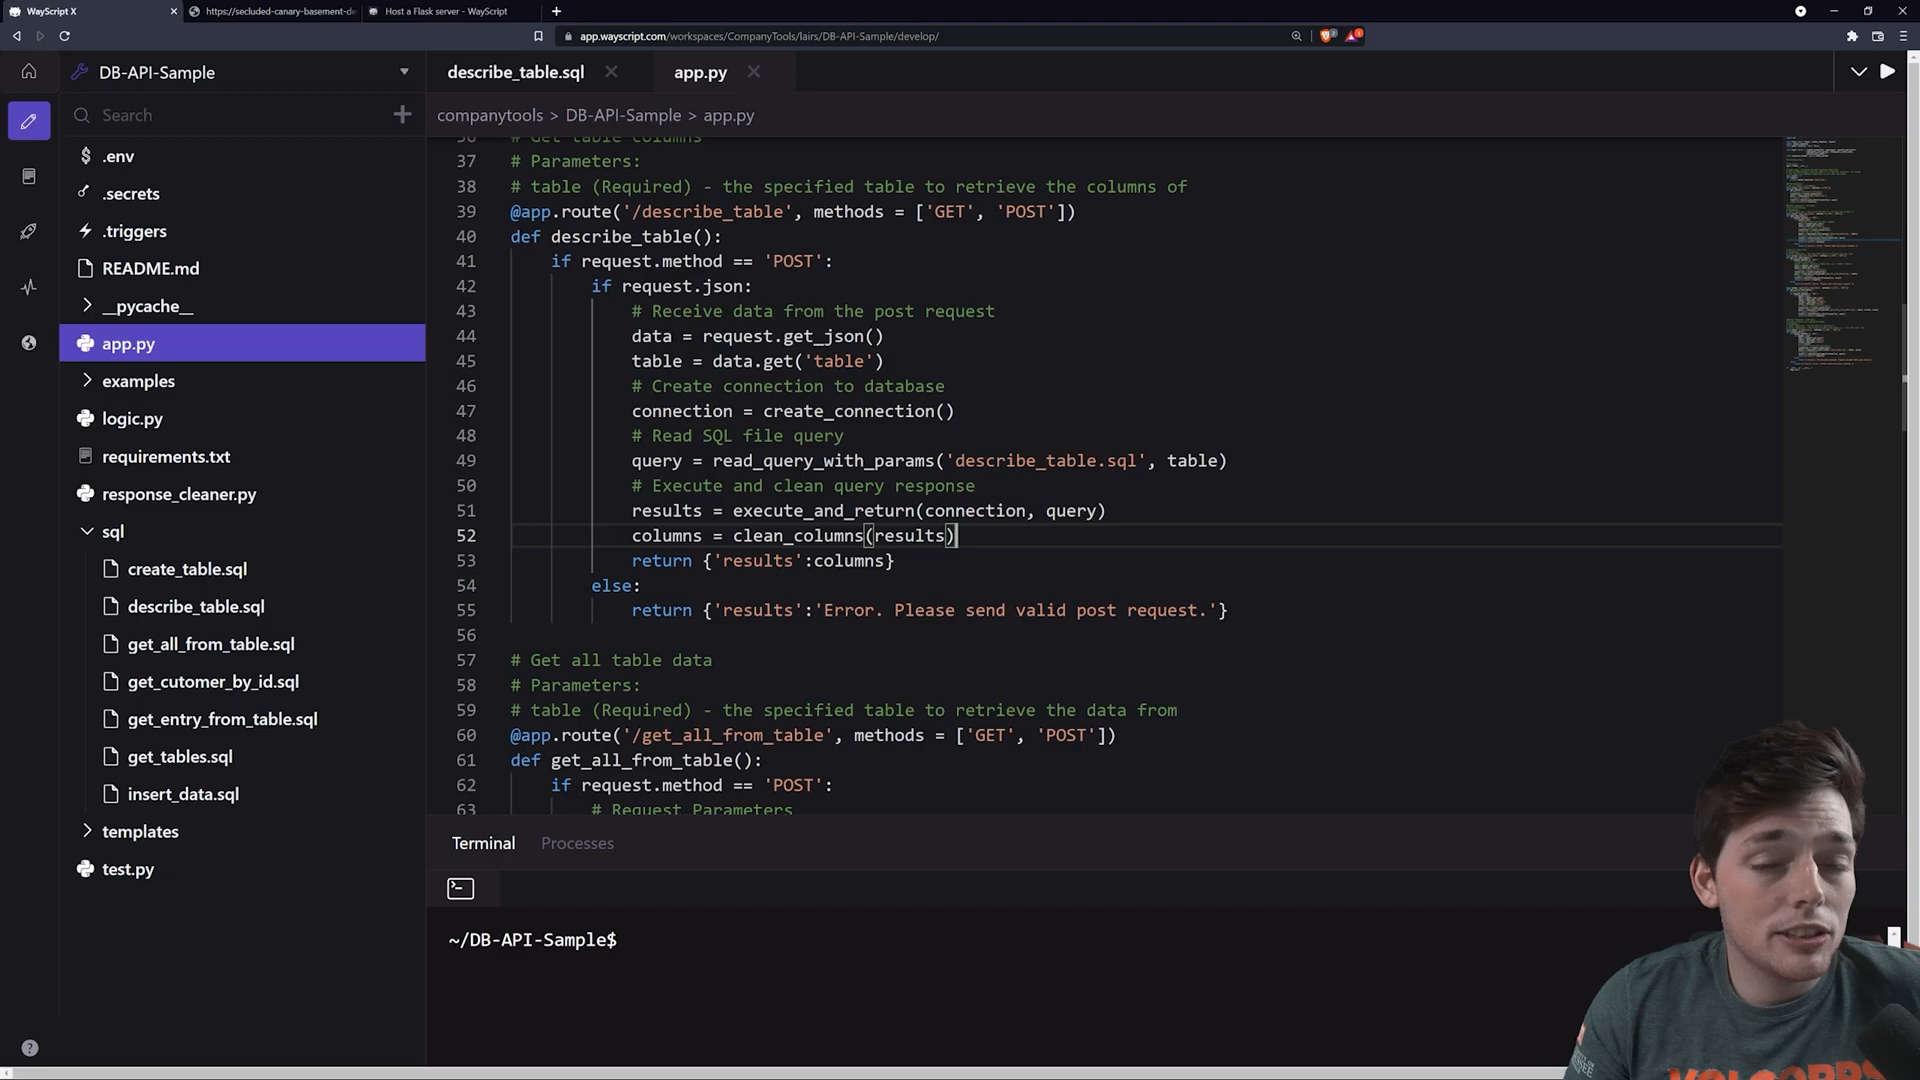 WayScript X
https://secluded-canary-basement-de
Host a Flask server - WayScript
app.wayscript.com/workspaces/CompanyTools/lairs/DB-API-Sample/develop/
DB-API-Sample
describe_table.sql
app.py
Search
companytools > DB-API-Sample > app.py
.env
.secrets
.triggers
README.md
__pycache__
app.py
examples
logic.py
requirements.txt
response_cleaner.py
sql
create_table.sql
describe_table.sql
get_all_from_table.sql
get_cutomer_by_id.sql
get_entry_from_table.sql
get_tables.sql
insert_data.sql
templates
test.py
36 # Get table columns
37 # Parameters:
38 # table (Required) - the specified table to retrieve the columns of
39 @app.route('/describe_table', methods = ['GET', 'POST'])
40 def describe_table():
41 if request.method == 'POST':
42 if request.json:
43 # Receive data from the post request
44 data = request.get_json()
45 table = data.get('table')
46 # Create connection to database
47 connection = create_connection()
48 # Read SQL file query
49 query = read_query_with_params('describe_table.sql', table)
50 # Execute and clean query response
51 results = execute_and_return(connection, query)
52 columns = clean_columns(results)
53 return {'results':columns}
54 else:
55 return {'results':'Error. Please send valid post request.'}
56
57 # Get all table data
58 # Parameters:
59 # table (Required) - the specified table to retrieve the data from
60 @app.route('/get_all_from_table', methods = ['GET', 'POST'])
61 def get_all_from_table():
62 if request.method == 'POST':
63 # Request Parameters
Terminal
Processes
~/DB-API-Sample$